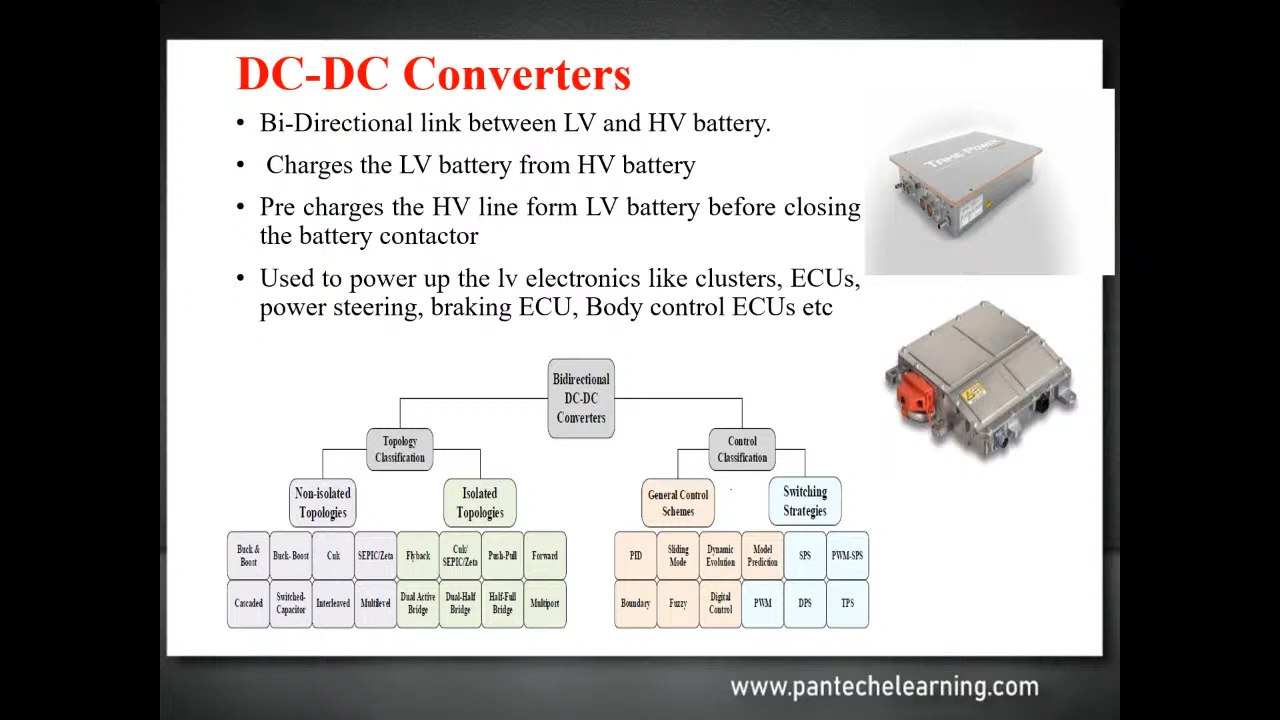 DC-DC Converters
• Bi-Directional link between LV and HV battery.
• Charges the LV battery from HV battery
• Pre charges the HV line form LV battery before closing
the battery contactor
• Used to power up the lv electronics like clusters, ECUs,
power steering, braking ECU, Body control ECUs etc
TAME-POWER
Bidirectional
DC-DC
Converters
Topology
Classification
Control
Classification
Non-isolated
Topologies
Isolated
Topologies
General Control
Schemes
Switching
Strategies
Buck &
Boost
Buck- Boost
Cuk
SEPIC/Zeta
Flyback
Cuk/
SEPIC/Zeta
Push-Pull
Forward
PID
Sliding
Mode
Dynamic
Evolution
Model
Prediction
SPS
PWM-SPS
Cascaded
Switched-
Capacitor
Interleaved
Multilevel
Dual Active
Bridge
Dual-Half
Bridge
Half-Full
Bridge
Multiport
Boundary
Fuzzy
Digital
Control
PWM
DPS
TPS
www.pantechelearning.com